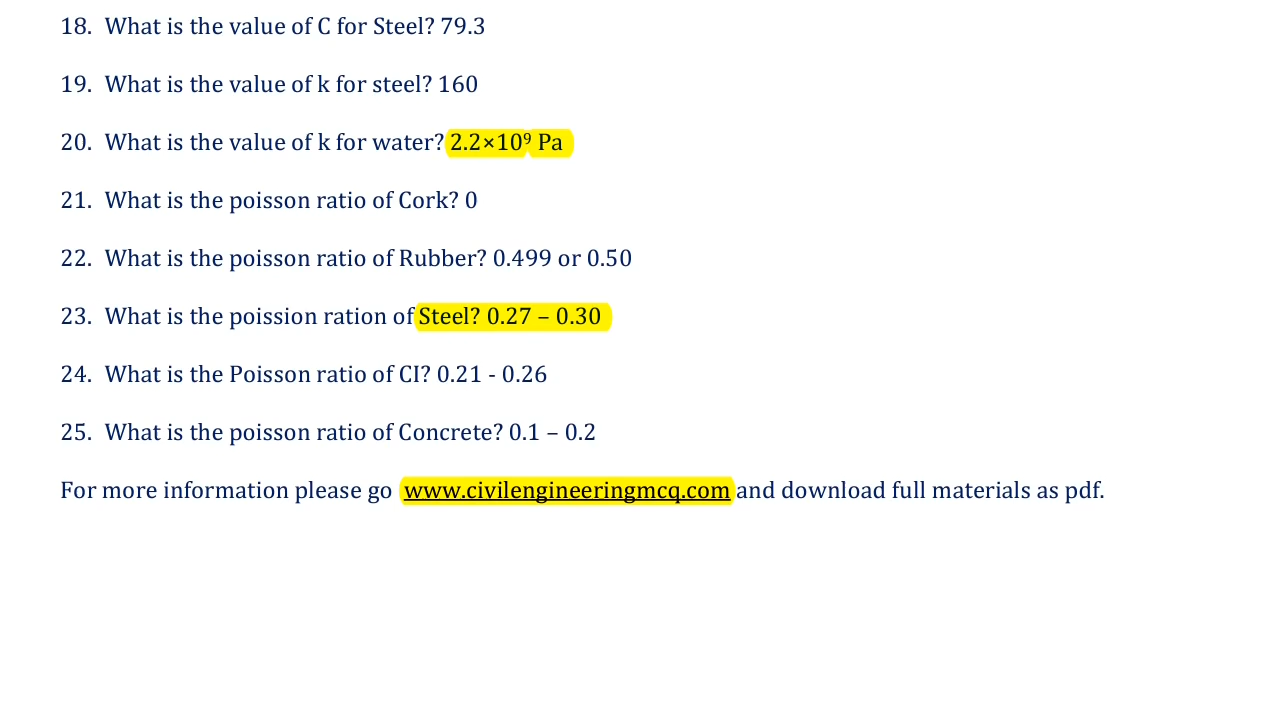 18. What is the value of C for Steel? 79.3
19. What is the value of k for steel? 160
20. What is the value of k for water? 2.2×10⁹ Pa
21. What is the poisson ratio of Cork? 0
22. What is the poisson ratio of Rubber? 0.499 or 0.50
23. What is the poission ration of Steel? 0.27 – 0.30
24. What is the Poisson ratio of CI? 0.21 - 0.26
25. What is the poisson ratio of Concrete? 0.1 – 0.2
For more information please go www.civilengineeringmcq.com and download full materials as pdf.